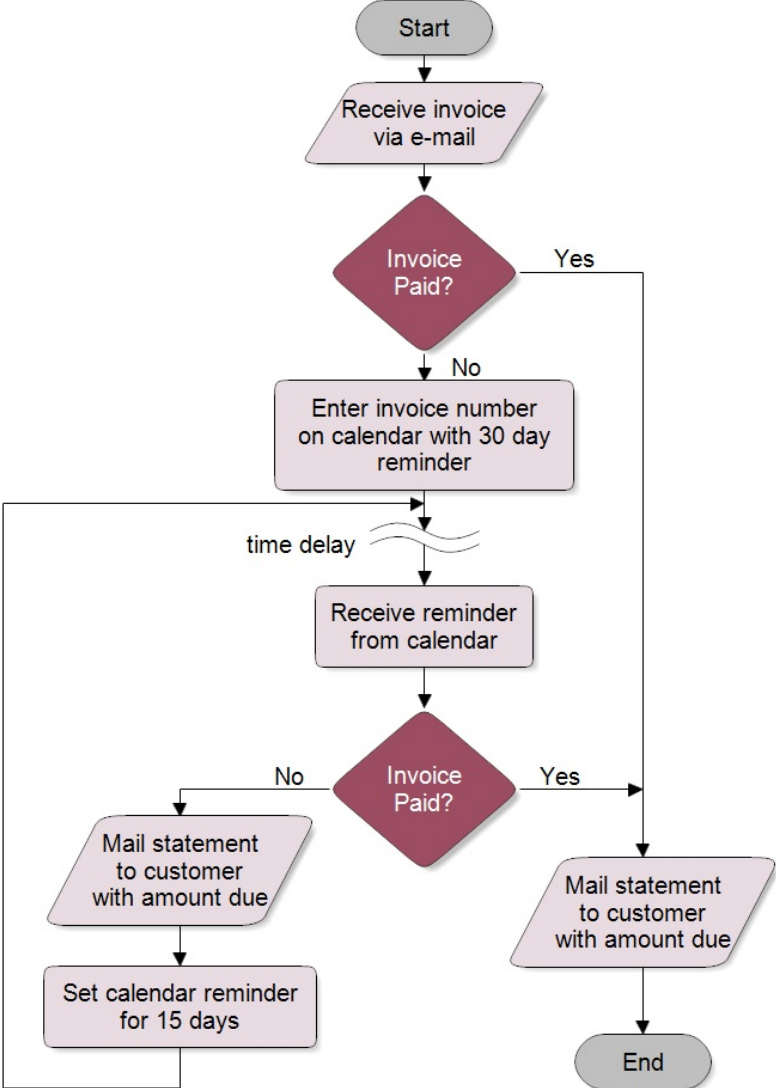 Start
Receive invoice
via e-mail
Invoice
Paid?
Yes
No
Enter invoice number
on calendar with 30 day
reminder
time delay
Receive reminder
from calendar
No
Invoice
Paid?
Yes
Mail statement
to customer
with amount due
Set calendar reminder
for 15 days
Mail statement
to customer
with amount due
End